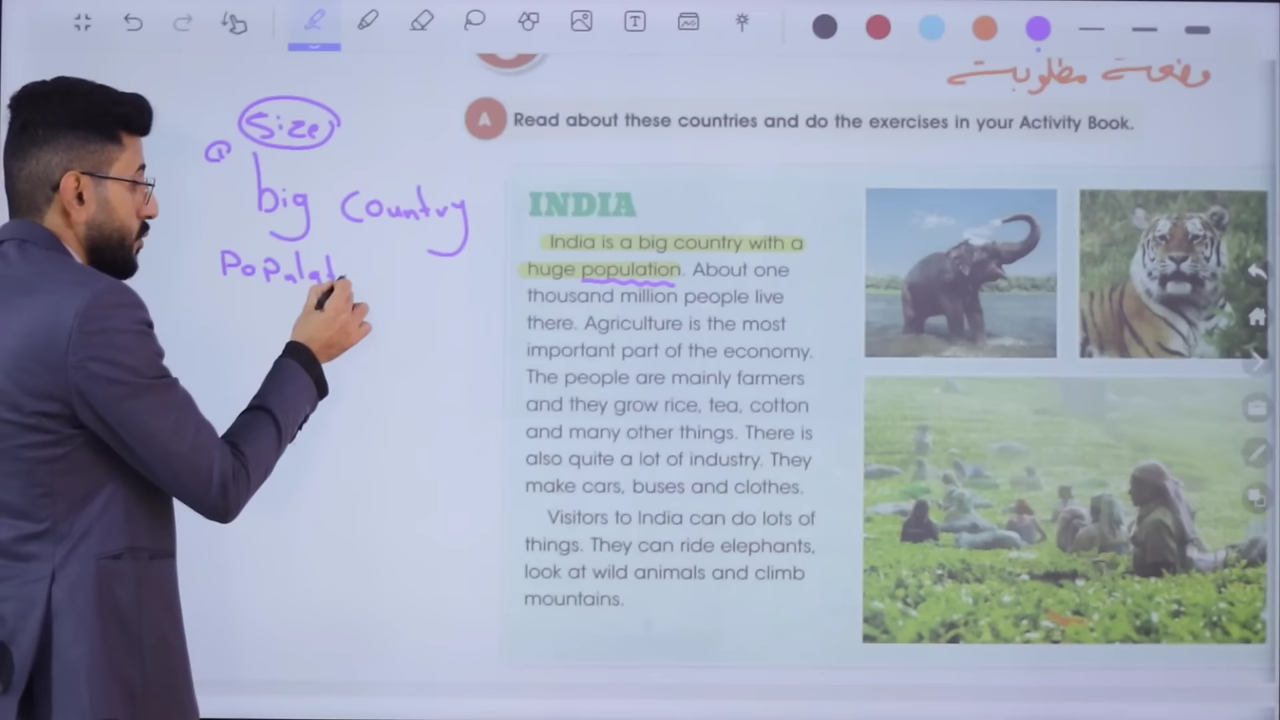 قطعة مطلوبة
A Read about these countries and do the exercises in your Activity Book.
Size
big Country
Populat
INDIA
India is a big country with a
huge population. About one
thousand million people live
there. Agriculture is the most
important part of the economy.
The people are mainly farmers
and they grow rice, tea, cotton
and many other things. There is
also quite a lot of industry. They
make cars, buses and clothes.
Visitors to India can do lots of
things. They can ride elephants,
look at wild animals and climb
mountains.